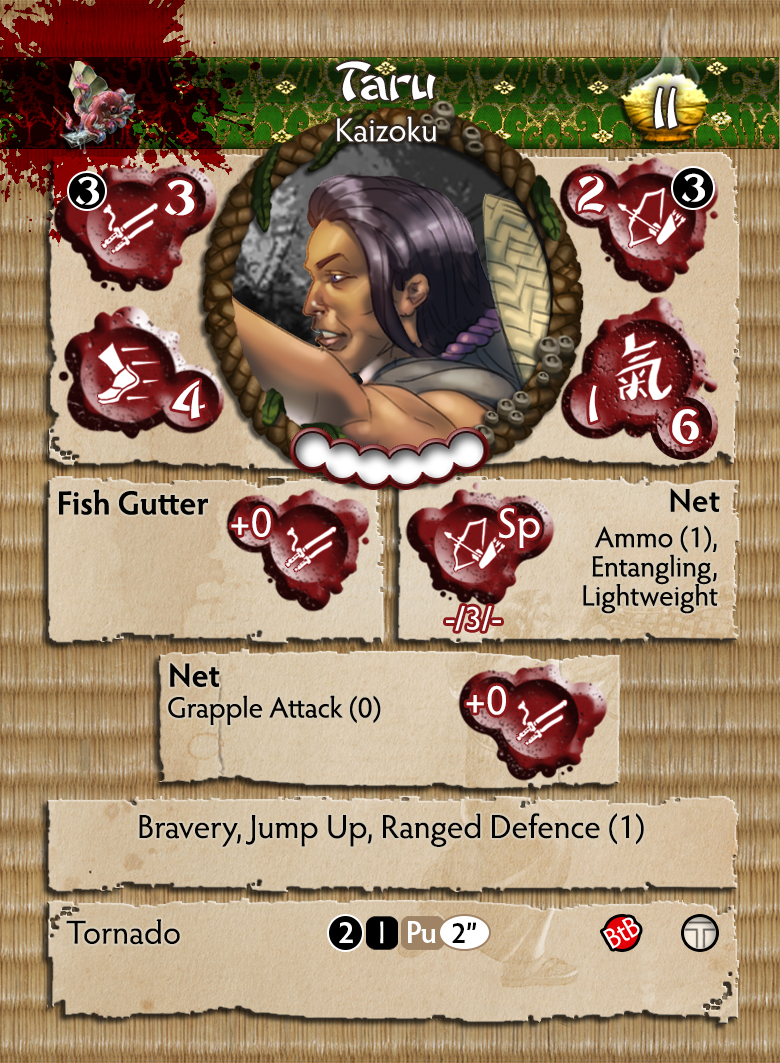 Taru
11
Kaizoku
3 3
2 3
4
氣
1 6
Fish Gutter
+0
Sp
-/3/-
Net
Ammo (1),
Entangling,
Lightweight
Net
Grapple Attack (0)
+0
Bravery, Jump Up, Ranged Defence (1)
Tornado 2 1 Pu 2" BtB T